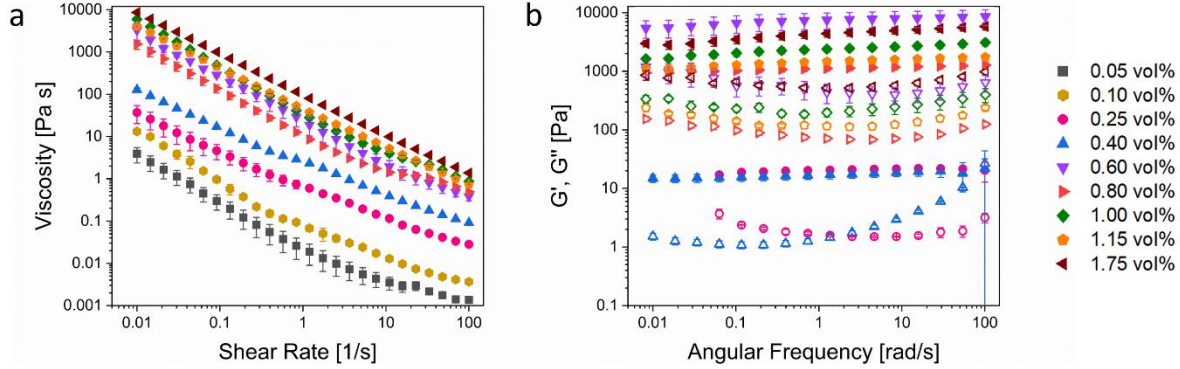 a
10000
1000
100
10
1
0.1
0.01
0.001
0.01
0.1
1
10
100
Viscosity [Pa s]
Shear Rate [1/s]
b
10000
1000
100
10
1
0.1
0.01
0.1
1
10
100
G', G'' [Pa]
Angular Frequency [rad/s]
0.05 vol%
0.10 vol%
0.25 vol%
0.40 vol%
0.60 vol%
0.80 vol%
1.00 vol%
1.15 vol%
1.75 vol%